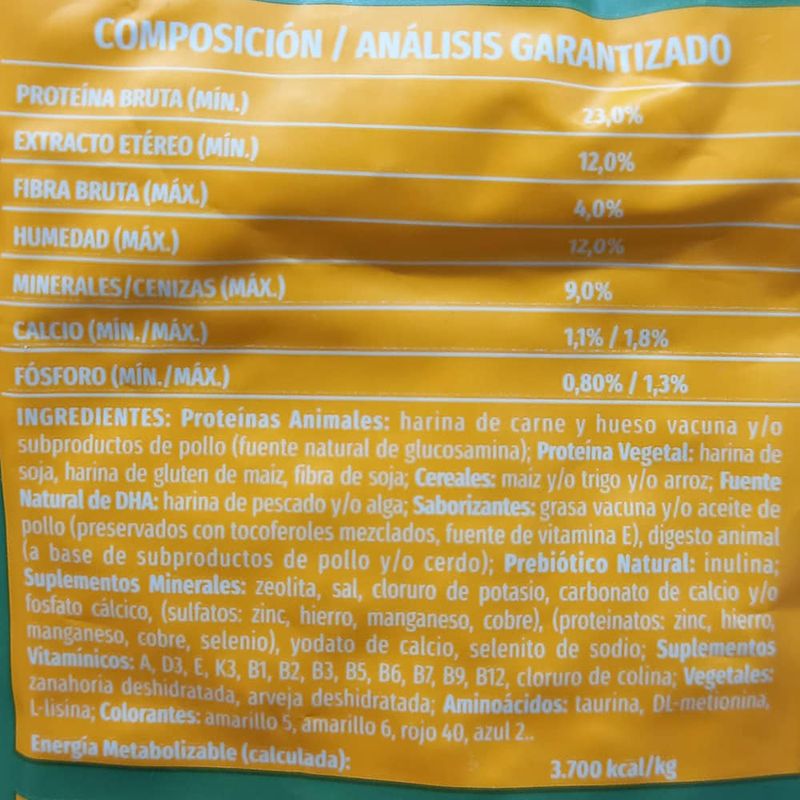 COMPOSICIÓN / ANÁLISIS GARANTIZADO
PROTEÍNA BRUTA (MÍN.) 23,0%
EXTRACTO ETÉREO (MÍN.) 12,0%
FIBRA BRUTA (MÁX.) 4,0%
HUMEDAD (MÁX.) 12,0%
MINERALES/CENIZAS (MÁX.) 9,0%
CALCIO (MÍN./MÁX.) 1,1% / 1,8%
FÓSFORO (MÍN./MÁX.) 0,80% / 1,3%
INGREDIENTES: Proteínas Animales: harina de carne y hueso vacuna y/o
subproductos de pollo (fuente natural de glucosamina); Proteína Vegetal: harina de
soja, harina de gluten de maíz, fibra de soja; Cereales: maiz y/o trigo y/o arroz; Fuente
Natural de DHA: harina de pescado y/o alga; Saborizantes: grasa vacuna y/o aceite de
pollo (preservados con tocoferoles mezclados, fuente de vitamina E), digesto animal
(a base de subproductos de pollo y/o cerdo); Prebiótico Natural: inulina;
Suplementos Minerales: zeolita, sal, cloruro de potasio, carbonato de calcio y/o
fosfato cálcico, (sulfatos: zinc, hierro, manganeso, cobre), (proteinatos: zinc, hierro,
manganeso, cobre, selenio), yodato de calcio, selenito de sodio; Suplementos
Vitamínicos: A, D3, E, K3, B1, B2, B3, B5, B6, B7, B9, B12, cloruro de colina; Vegetales:
zanahoria deshidratada, arveja deshidratada; Aminoácidos: taurina, DL-metionina,
L-lisina; Colorantes: amarillo 5, amarillo 6, rojo 40, azul 2..
Energía Metabolizable (calculada): 3.700 kcal/kg